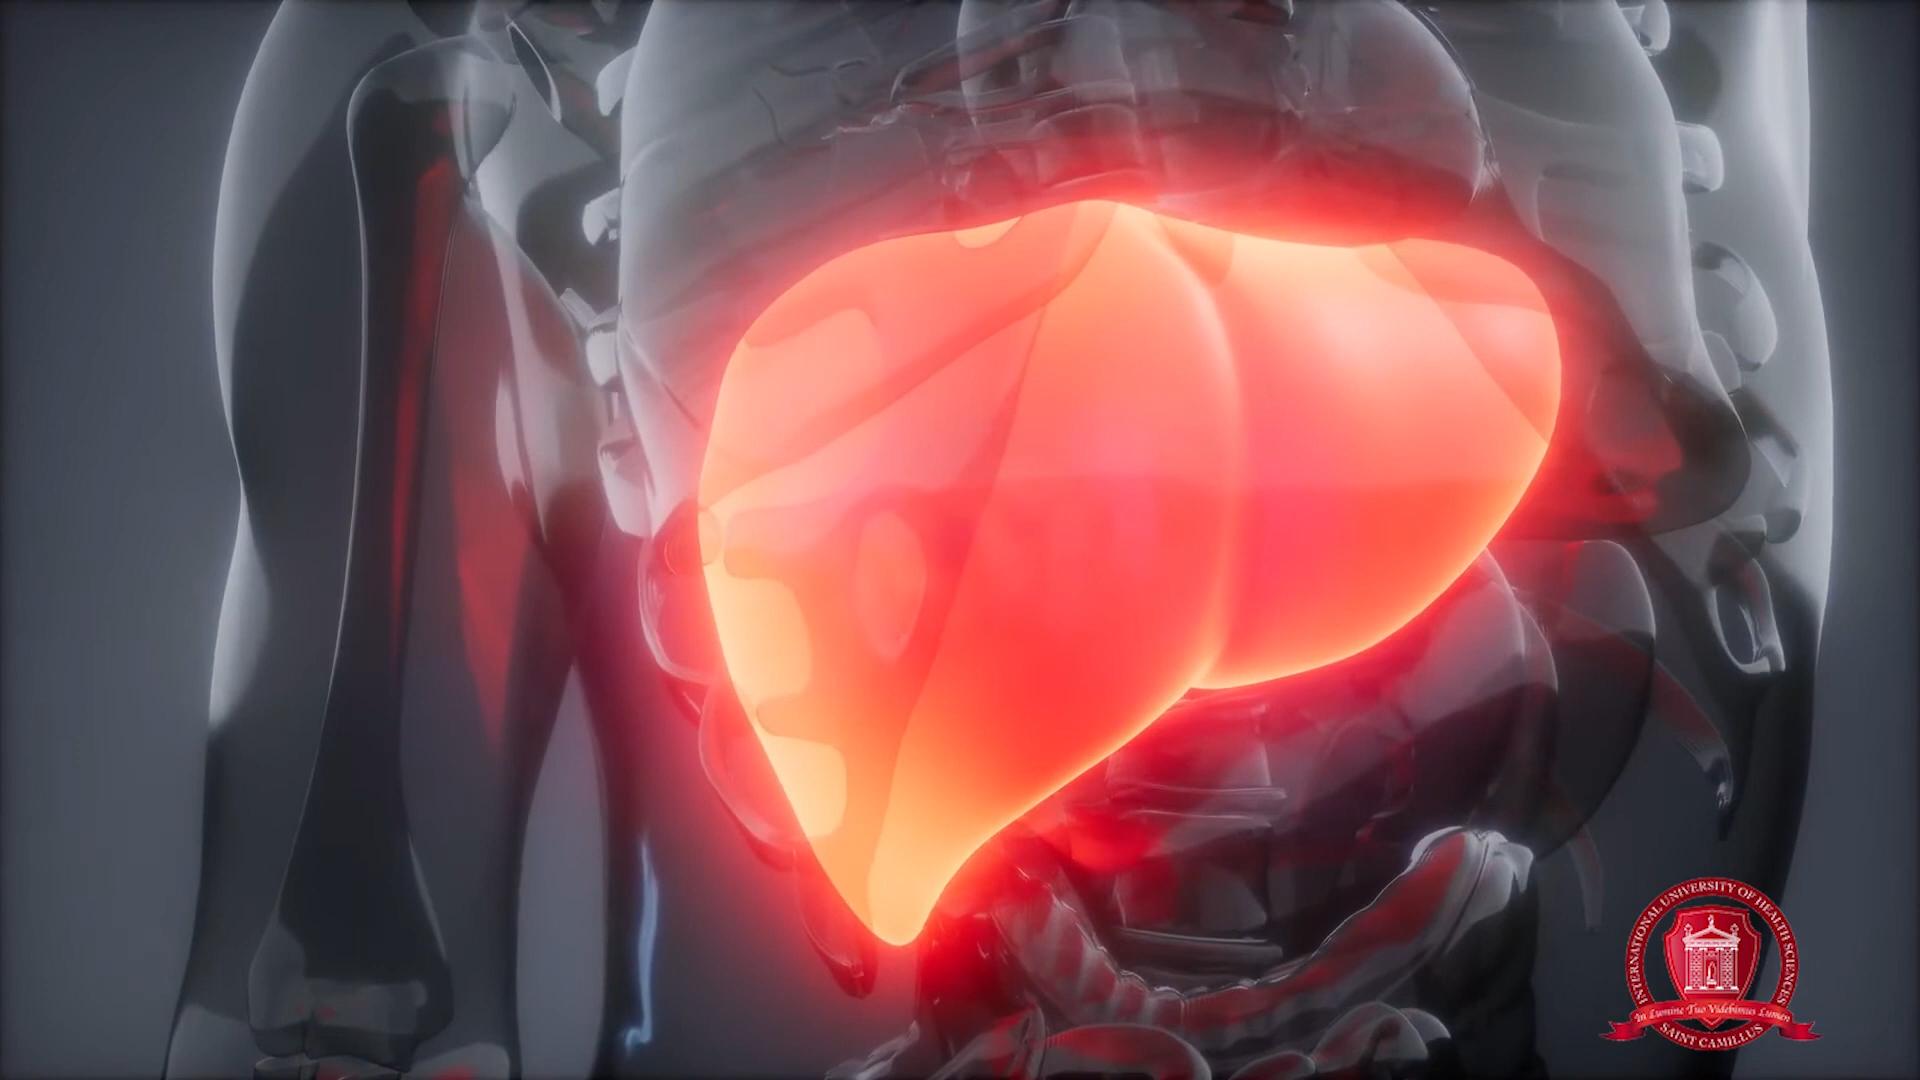 INTERNATIONAL UNIVERSITY OF HEALTH SCIENCES
In Lumine Tuo Videbimus Lumen
SAINT CAMILLUS